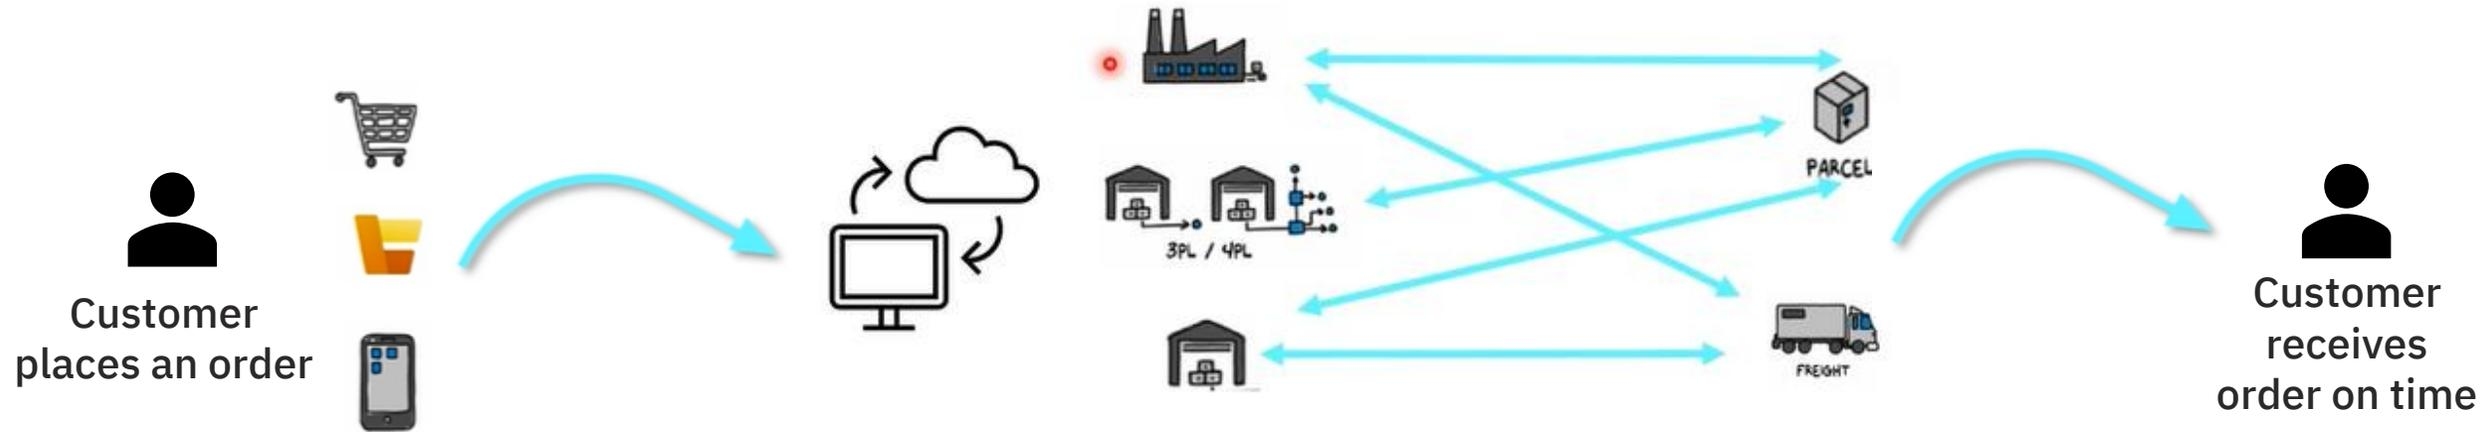 Customer
places an order
3PL / 4PL
PARCEL
FREIGHT
Customer
receives
order on time